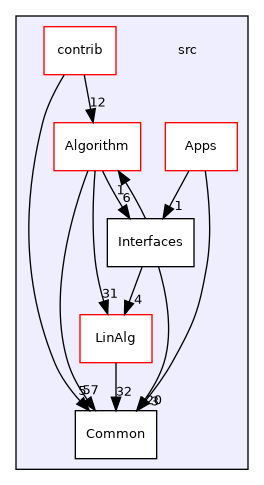 contrib
src
12
Algorithm
Apps
1
6
1
Interfaces
31
4
LinAlg
5
57
32
20
Common